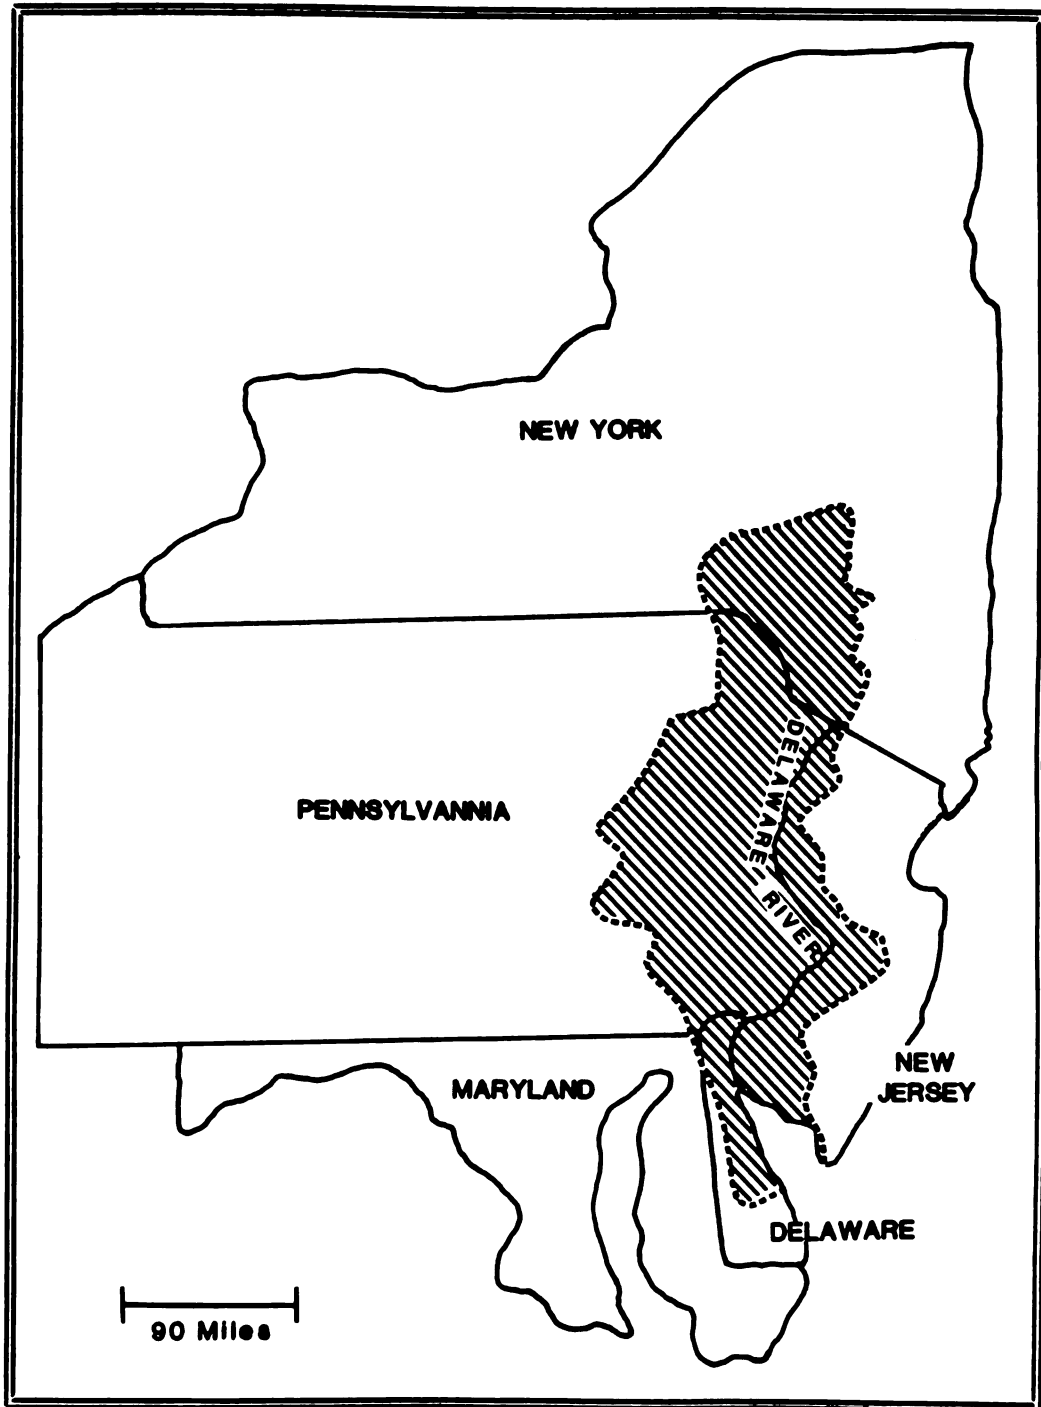 NEW YORK
DELAWARE RIVER
PENNSYLVANNIA
NEW
JERSEY
MARYLAND
DELAWARE
90 Miles